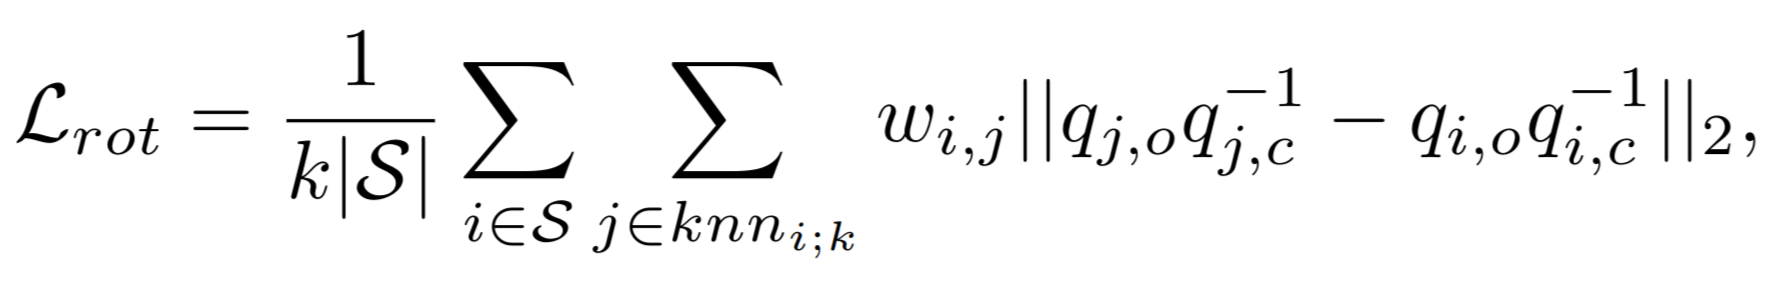 \mathcal{L}_{rot} = \frac{1}{k|\mathcal{S}|} \sum_{i \in \mathcal{S}} \sum_{j \in knn_{i;k}} w_{i,j} ||q_{j,o} q_{j,c}^{-1} - q_{i,o} q_{i,c}^{-1}||_2,